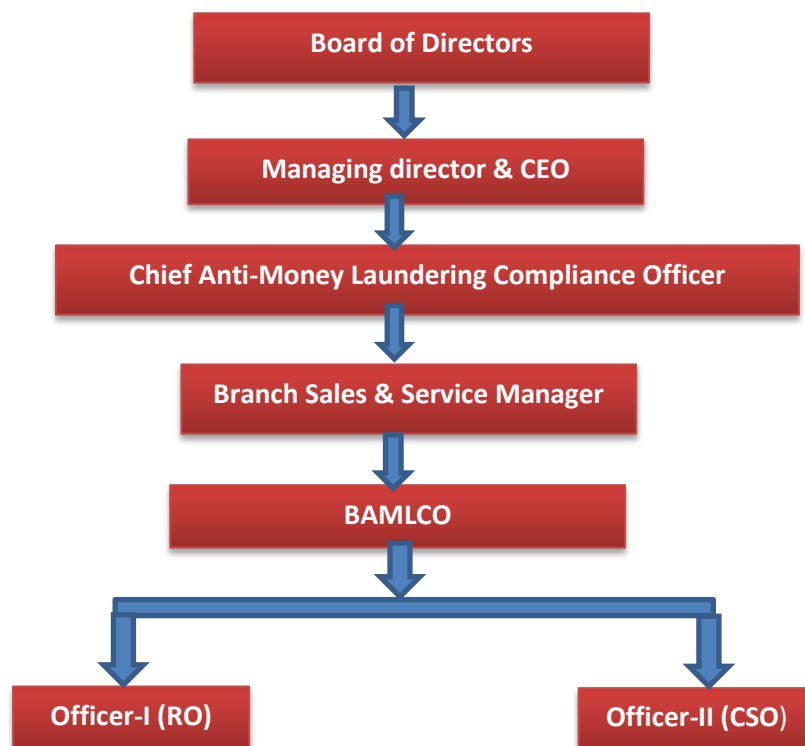 Board of Directors
Managing director & CEO
Chief Anti-Money Laundering Compliance Officer
Branch Sales & Service Manager
BAMLCO
Officer-I (RO)
Officer-II (CSO)